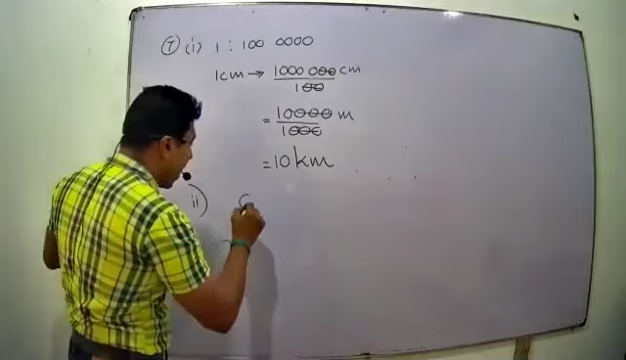 7 (i) 1 : 100 0000
1cm → 1000 000 cm
100
= 10000 m
1000
= 10 km
ii)